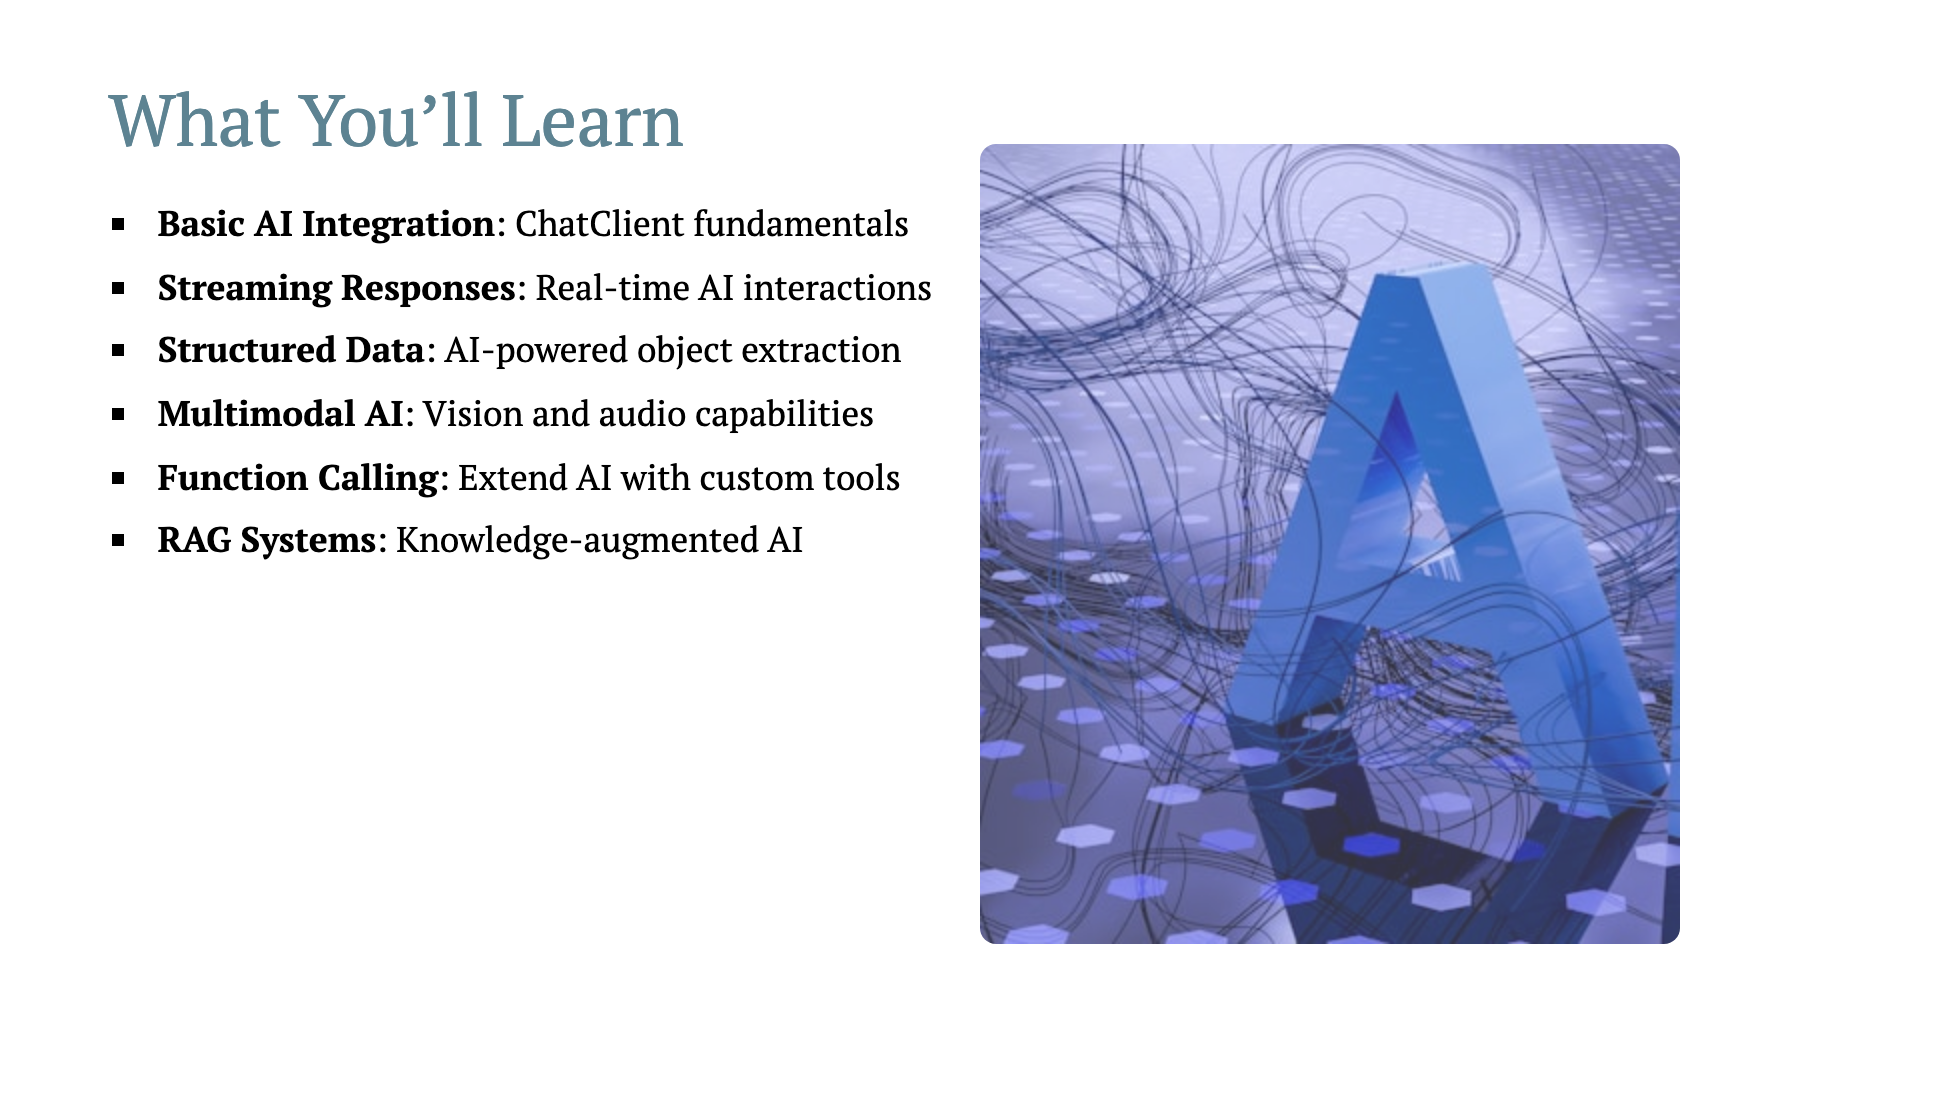 What You’ll Learn
▪ Basic AI Integration: ChatClient fundamentals
▪ Streaming Responses: Real-time AI interactions
▪ Structured Data: AI-powered object extraction
▪ Multimodal AI: Vision and audio capabilities
▪ Function Calling: Extend AI with custom tools
▪ RAG Systems: Knowledge-augmented AI
A